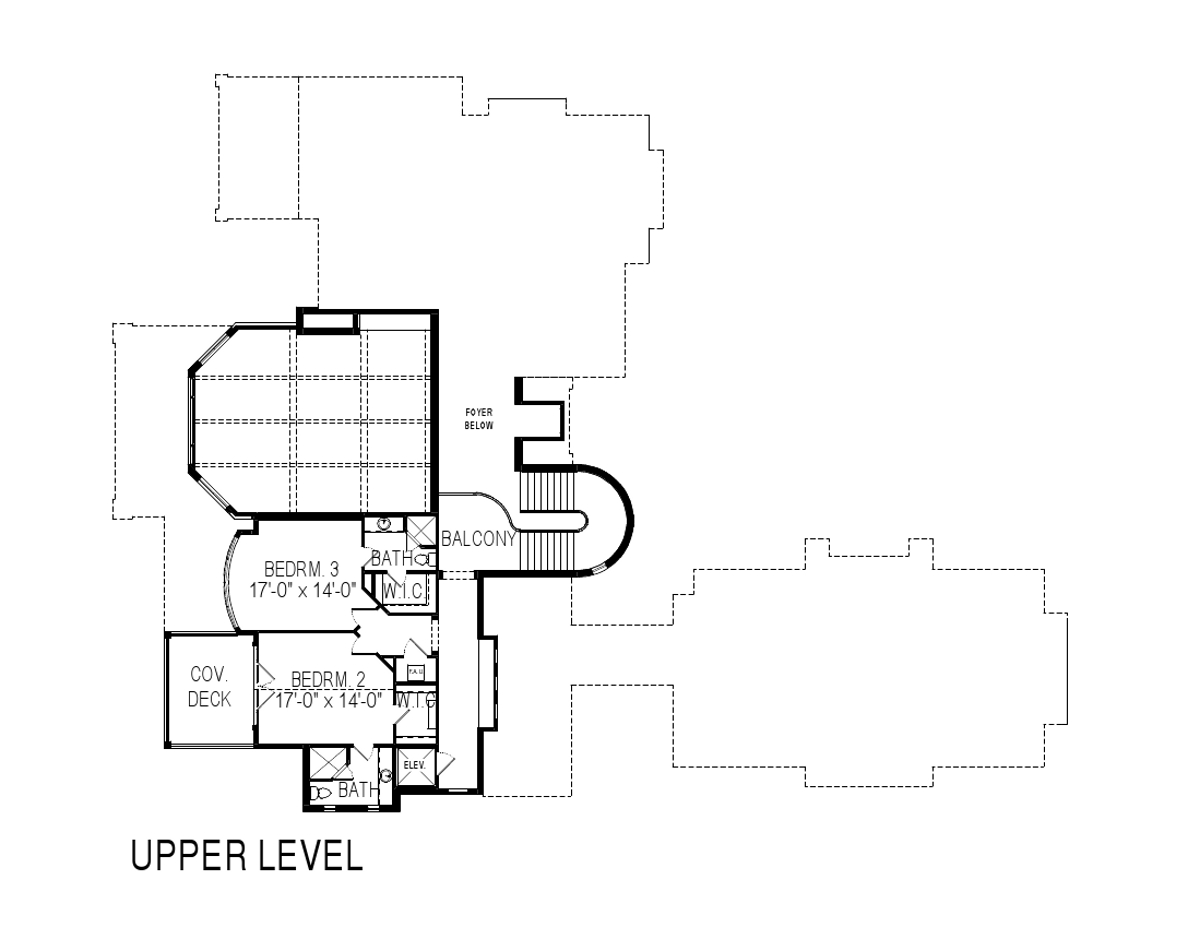 FOYER
BELOW
BALCONY
BATH
BEDRM. 3
17'-0" x 14'-0"
W.I.C.
COV.
DECK
BEDRM. 2
17'-0" x 14'-0"
F.A.U.
W.I.C.
ELEV.
BATH
UPPER LEVEL